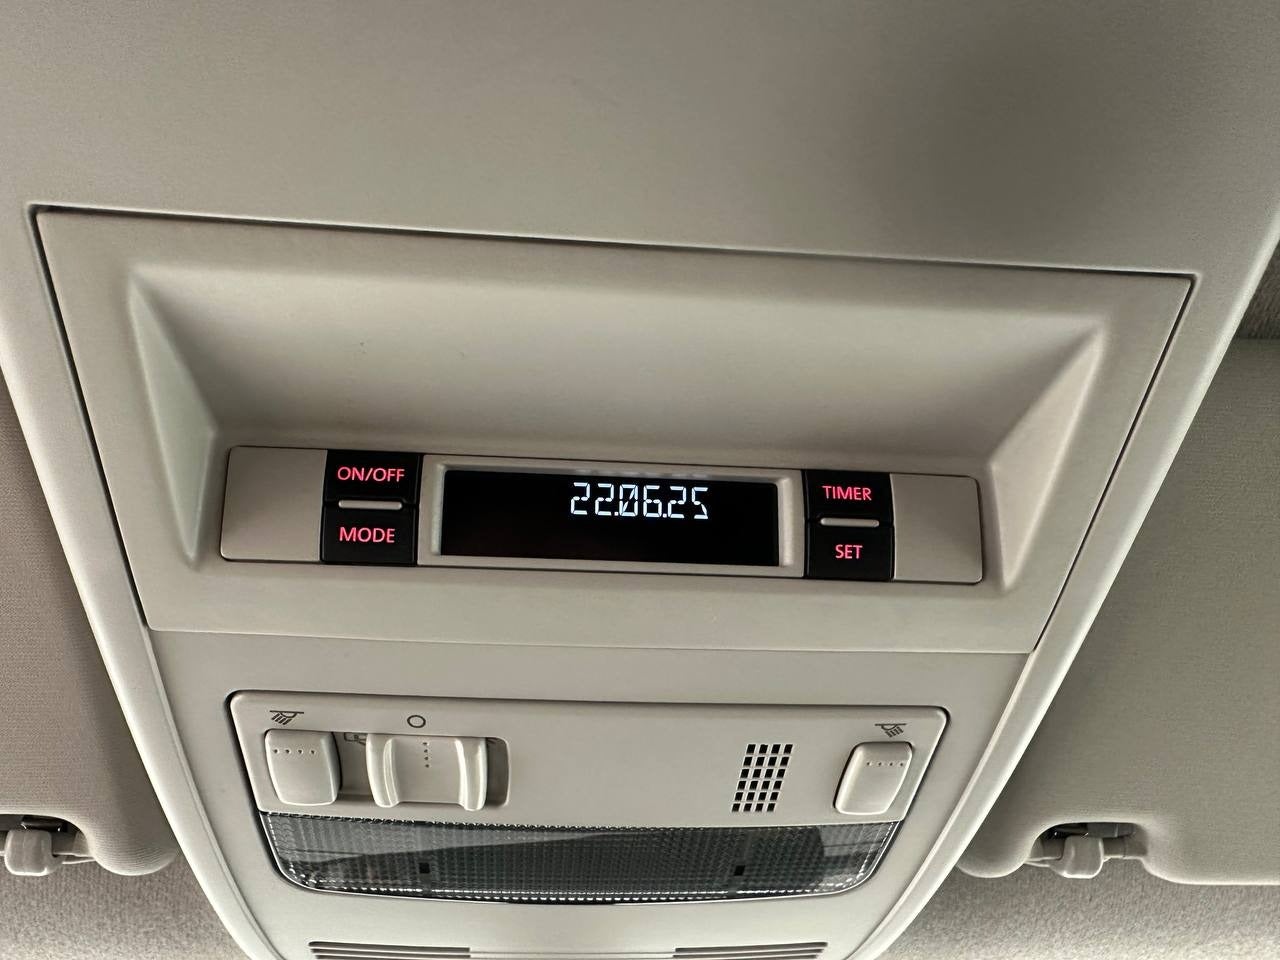 ON/OFF
MODE
22.06.25
TIMER
SET